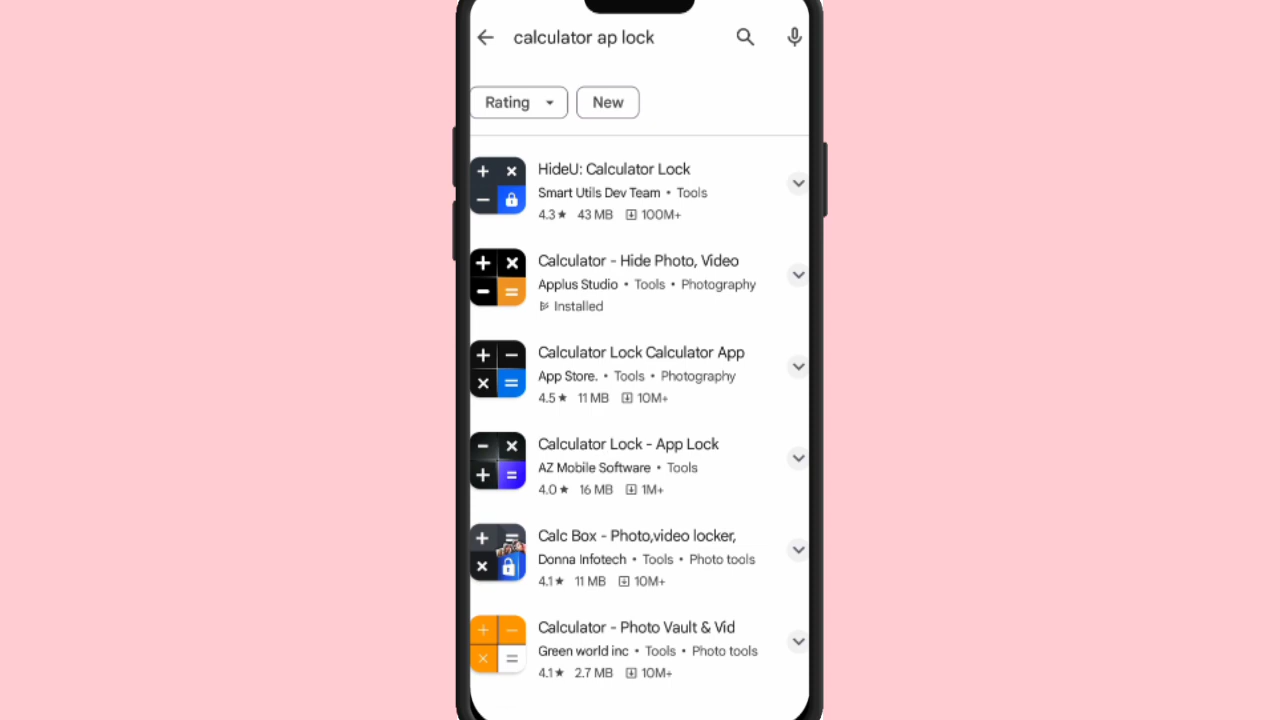 calculator ap lock
Rating
New
HideU: Calculator Lock
Smart Utils Dev Team • Tools
4.3★ 43 MB 100M+
Calculator - Hide Photo, Video
Applus Studio • Tools • Photography
Installed
Calculator Lock Calculator App
App Store. • Tools • Photography
4.5★ 11 MB 10M+
Calculator Lock - App Lock
AZ Mobile Software • Tools
4.0★ 16 MB 1M+
Calc Box - Photo,video locker,
Donna Infotech • Tools • Photo tools
4.1★ 11 MB 10M+
Calculator - Photo Vault & Vid
Green world inc • Tools • Photo tools
4.1★ 2.7 MB 10M+